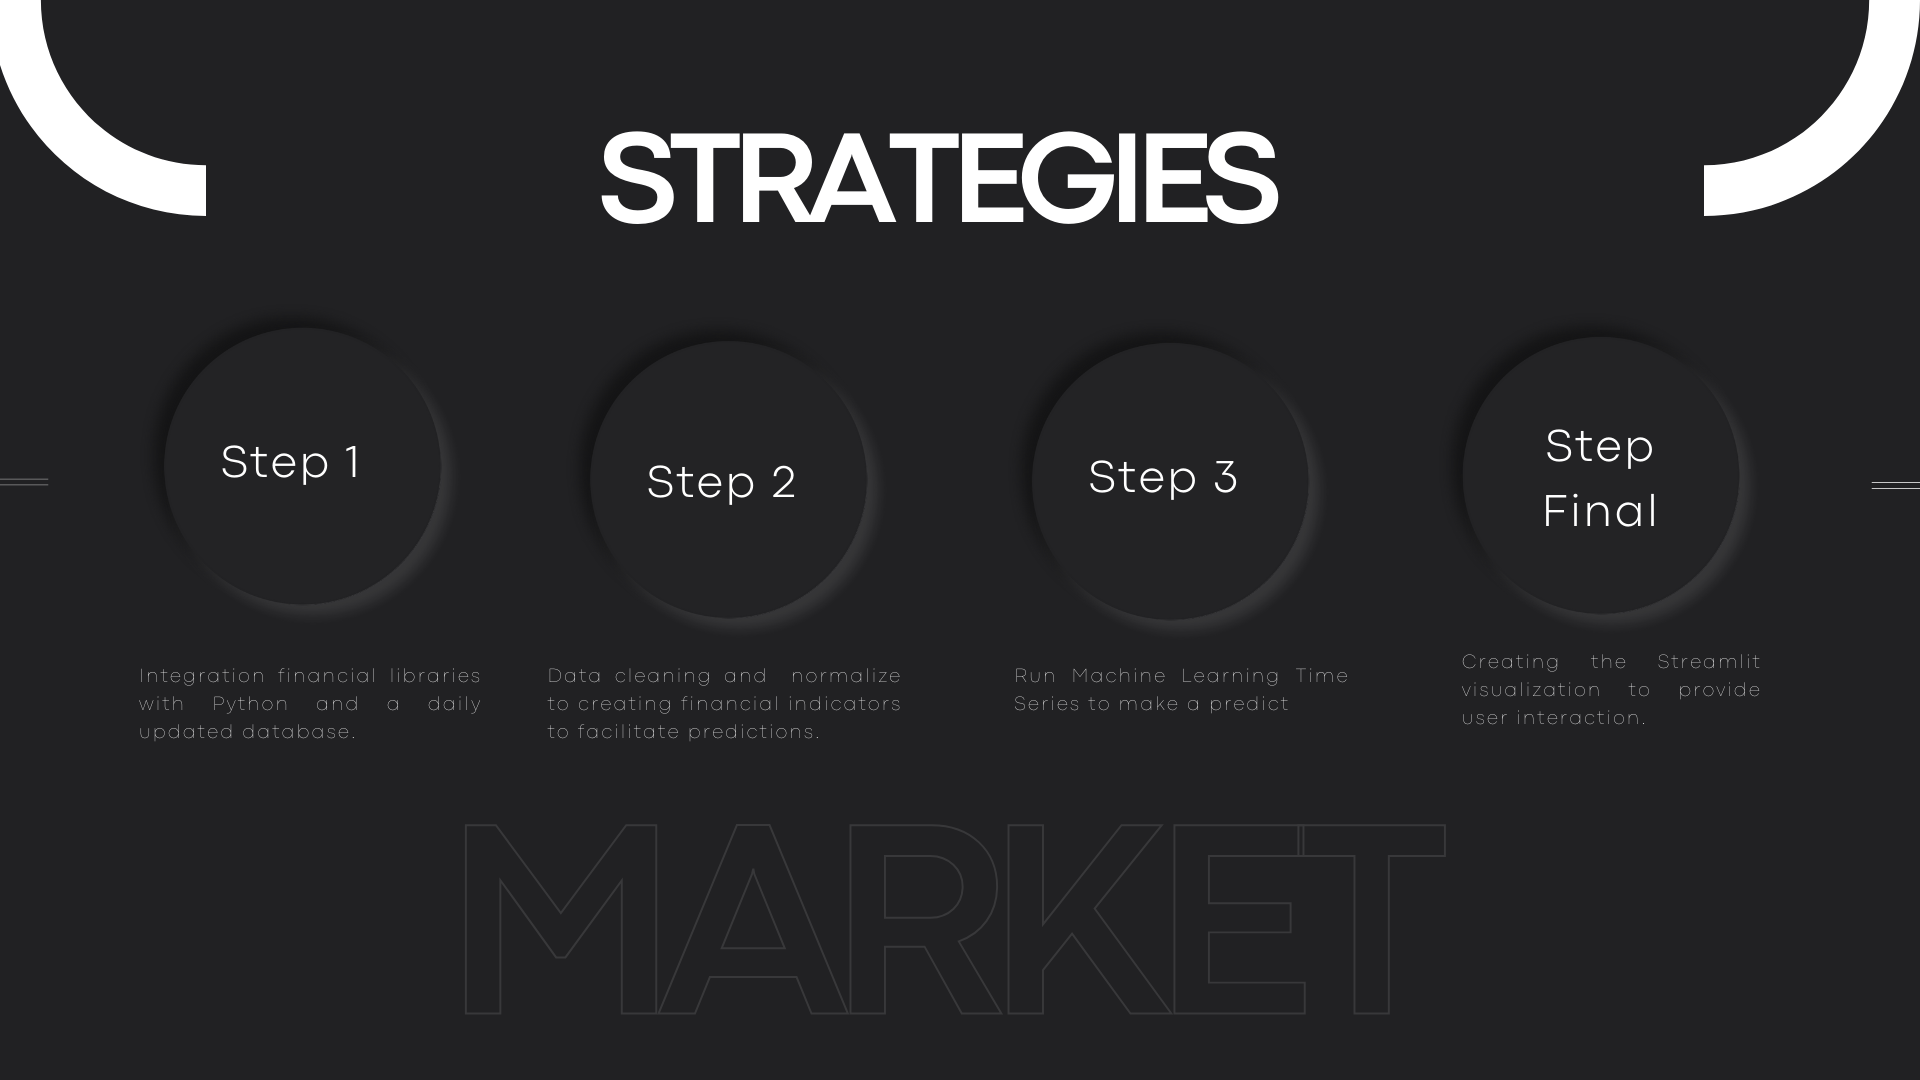 STRATEGIES
Step 1
Step 2
Step 3
Step
Final
Integration financial libraries
with Python and a daily
updated database.
Data cleaning and normalize
to creating financial indicators
to facilitate predictions.
Run Machine Learning Time
Series to make a predict
Creating the Streamlit
visualization to provide
user interaction.
MARKET